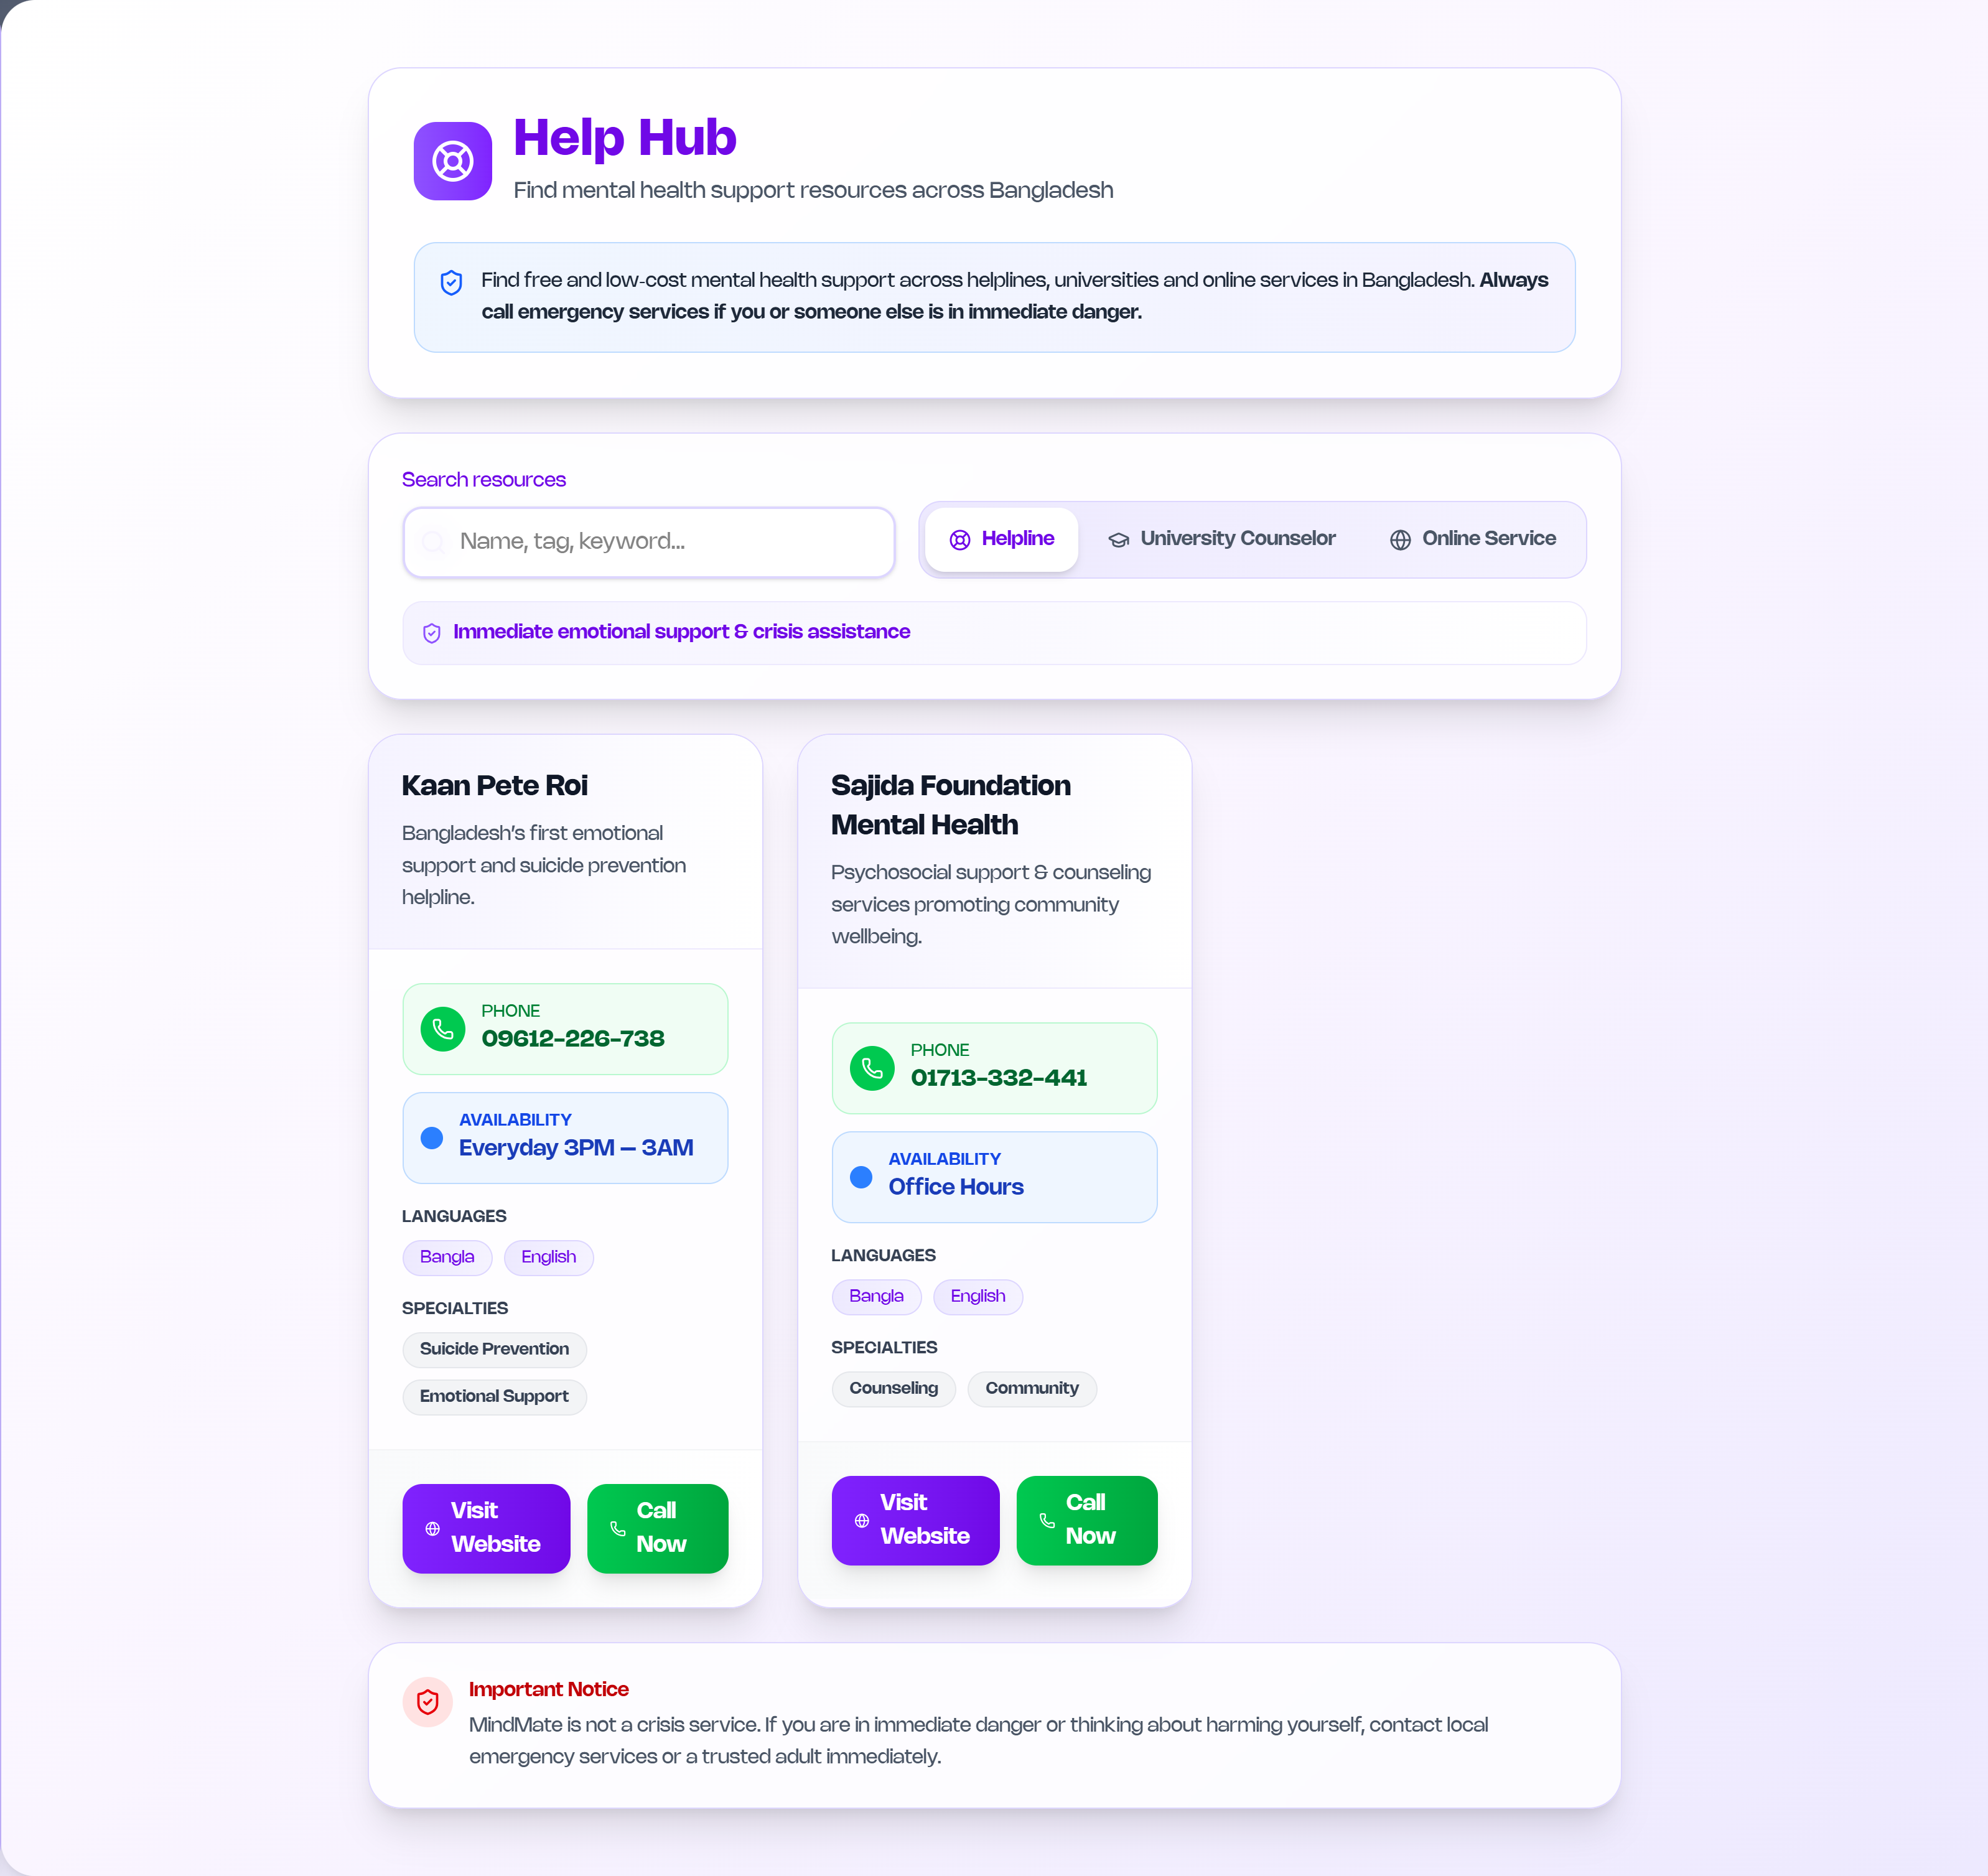 Help Hub
Find mental health support resources across Bangladesh
Find free and low-cost mental health support across helplines, universities and online services in Bangladesh. Always
call emergency services if you or someone else is in immediate danger.
Search resources
Name, tag, keyword...
Helpline
University Counselor
Online Service
Immediate emotional support & crisis assistance
Kaan Pete Roi
Bangladesh's first emotional
support and suicide prevention
helpline.
PHONE
09612-226-738
AVAILABILITY
Everyday 3PM – 3AM
LANGUAGES
Bangla English
SPECIALTIES
Suicide Prevention
Emotional Support
Visit
Website
Call
Now
Sajida Foundation
Mental Health
Psychosocial support & counseling
services promoting community
wellbeing.
PHONE
01713-332-441
AVAILABILITY
Office Hours
LANGUAGES
Bangla English
SPECIALTIES
Counseling Community
Visit
Website
Call
Now
Important Notice
MindMate is not a crisis service. If you are in immediate danger or thinking about harming yourself, contact local
emergency services or a trusted adult immediately.